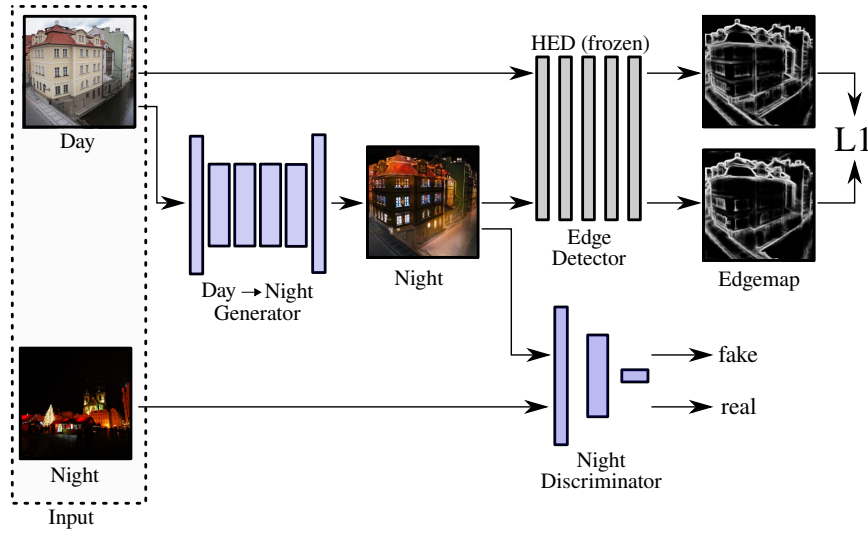 HED (frozen)
Day
L1
Edge
Detector
Edgemap
Night
Day → Night
Generator
fake
real
Night
Night
Discriminator
Input